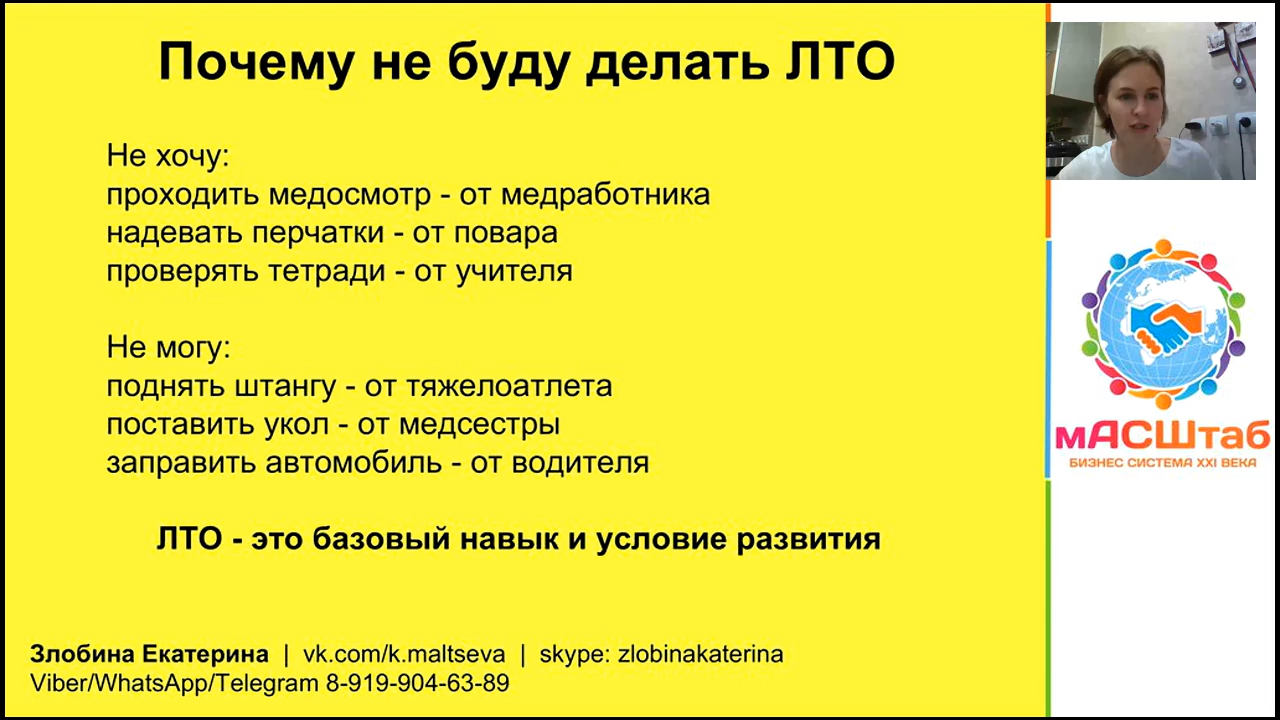 Почему не буду делать ЛТО
Не хочу:
проходить медосмотр - от медработника
надевать перчатки - от повара
проверять тетради - от учителя
Не могу:
поднять штангу - от тяжелоатлета
поставить укол - от медсестры
заправить автомобиль - от водителя
ЛТО - это базовый навык и условие развития
Злобина Екатерина | vk.com/k.maltseva | skype: zlobinakaterina
Viber/WhatsApp/Telegram 8-919-904-63-89
мАСШтаб
БИЗНЕС СИСТЕМА XXI ВЕКА